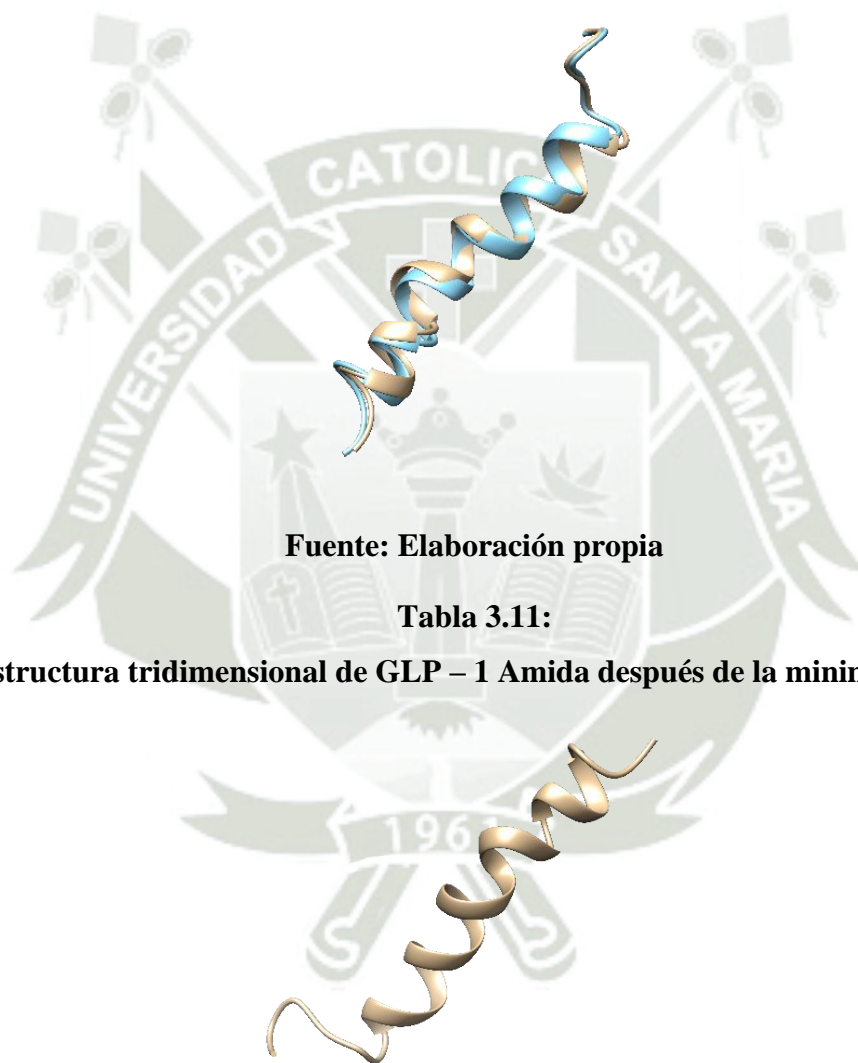 CATOLIC
UNIVERSIDAD
SANTA MARIA
Fuente: Elaboración propia
Tabla 3.11:
structura tridimensional de GLP – 1 Amida después de la minin
1961